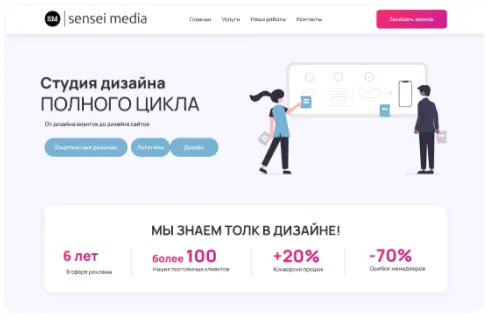 SM | sensei media
Главная Услуги Наши работы Контакты
Заказать звонок
Студия дизайна
ПОЛНОГО ЦИКЛА
От дизайна визиток до дизайна сайтов
Комплексные решения Логотипы Дизайн
МЫ ЗНАЕМ ТОЛК В ДИЗАЙНЕ!
6 лет
В сфере рекламы
более 100
Наших постоянных клиентов
+20%
Конверсия продаж
-70%
Ошибок менеджеров